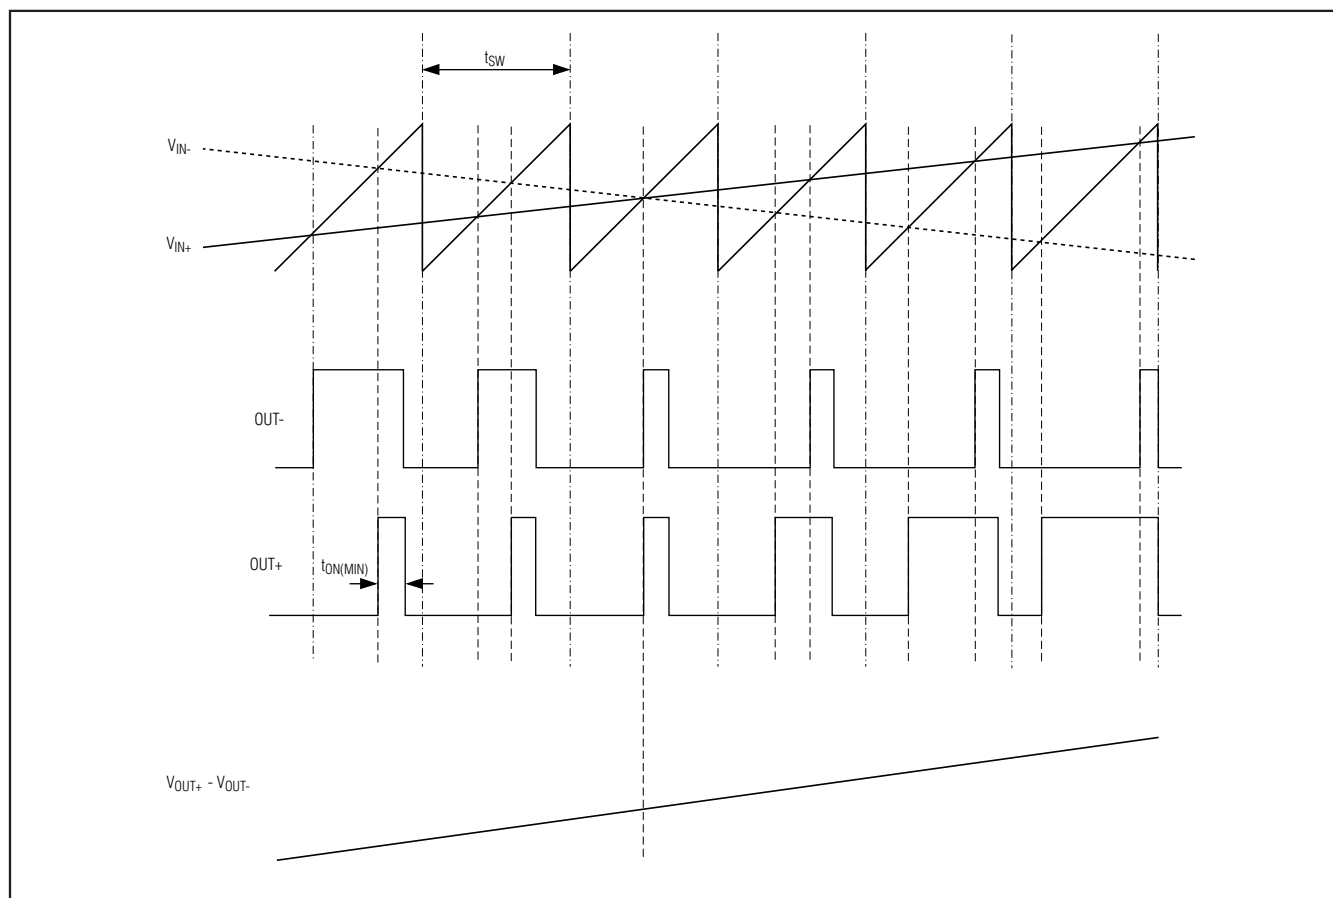 tSW
VIN-
VIN+
OUT-
OUT+
tON(MIN)
VOUT+ - VOUT-